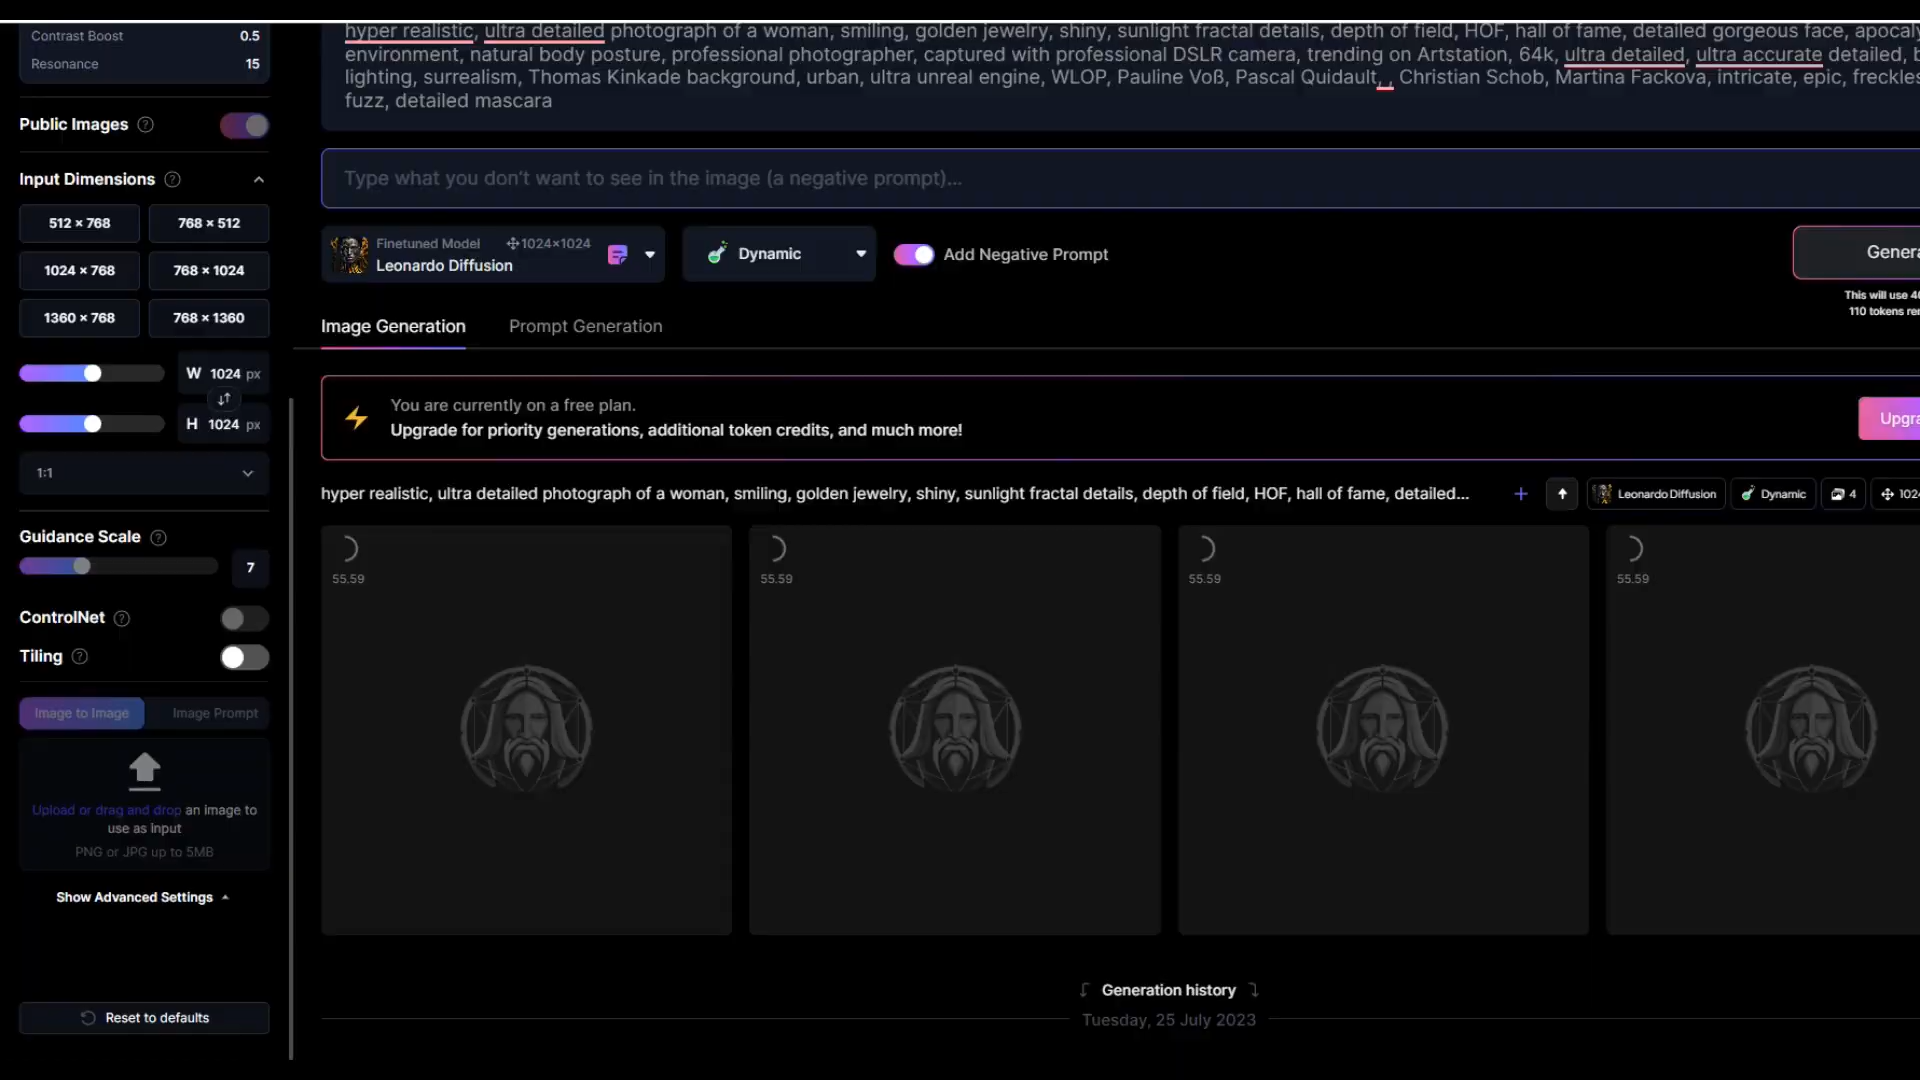 Contrast Boost 0.5
Resonance 15
Public Images
Input Dimensions
512 × 768 768 × 512
1024 × 768 768 × 1024
1360 × 768 768 × 1360
W 1024 px
H 1024 px
1:1
Guidance Scale
7
ControlNet
Tiling
Image to Image Image Prompt
Upload or drag and drop an image to
use as input
PNG or JPG up to 5MB
Show Advanced Settings
Reset to defaults
hyper realistic, ultra detailed photograph of a woman, smiling, golden jewelry, shiny, sunlight fractal details, depth of field, HOF, hall of fame, detailed gorgeous face,
environment, natural body posture, professional photographer, captured with professional DSLR camera, trending on Artstation, 64k, ultra detailed, ultra accurate detailed,
lighting, surrealism, Thomas Kinkade background, urban, ultra unreal engine, WLOP, Pauline Voß, Pascal Quidault, , Christian Schob, Martina Fackova, intricate, epic, freckles
fuzz, detailed mascara
Type what you don't want to see in the image (a negative prompt)...
Finetuned Model 1024×1024
Leonardo Diffusion
Dynamic
Add Negative Prompt
This will use
110 tokens
Image Generation Prompt Generation
You are currently on a free plan.
Upgrade for priority generations, additional token credits, and much more!
hyper realistic, ultra detailed photograph of a woman, smiling, golden jewelry, shiny, sunlight fractal details, depth of field, HOF, hall of fame, detailed... Leonardo Diffusion Dynamic 4
55.59 55.59 55.59 55.59
Generation history
Tuesday, 25 July 2023